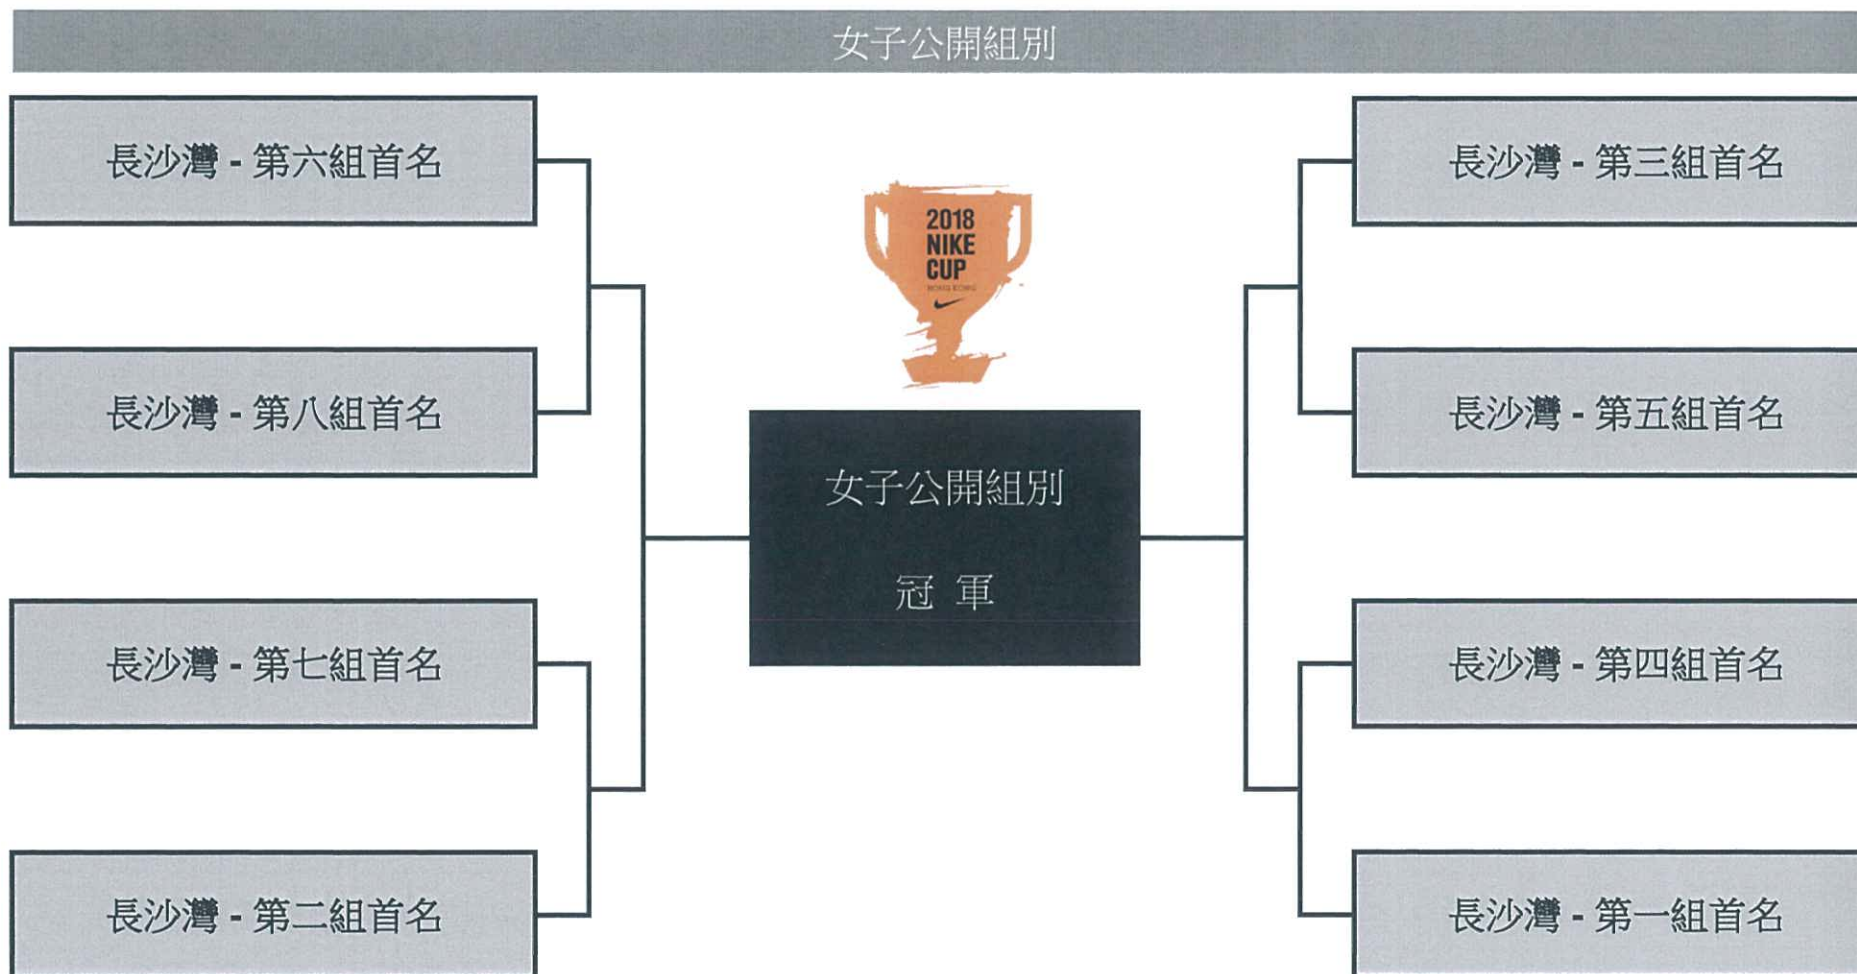 女子公開組別
長沙灣 - 第六組首名
長沙灣 - 第八組首名
長沙灣 - 第七組首名
長沙灣 - 第二組首名
2018
NIKE
CUP
HONG KONG
女子公開組別
冠 軍
長沙灣 - 第三組首名
長沙灣 - 第五組首名
長沙灣 - 第四組首名
長沙灣 - 第一組首名